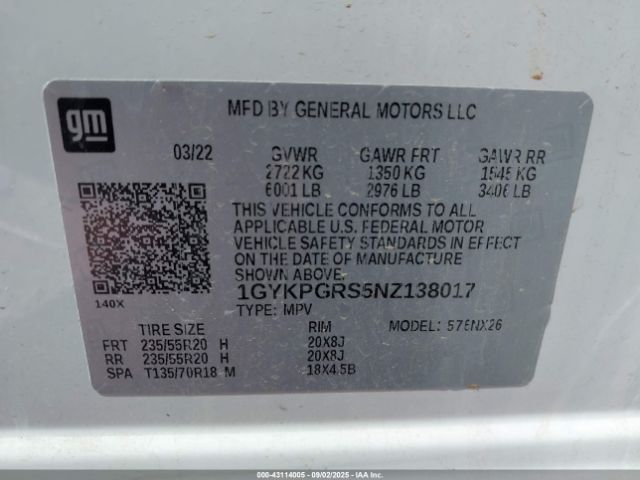 gm
MFD BY GENERAL MOTORS LLC
03/22 GVWR GAWR FRT GAWR RR
2722 KG 1350 KG 1545 KG
6001 LB 2976 LB 3406 LB
THIS VEHICLE CONFORMS TO ALL
APPLICABLE U.S. FEDERAL MOTOR
VEHICLE SAFETY STANDARDS IN EFFECT
ON THE DATE OF MANUFACTURE
SHOWN ABOVE.
140X
1GYKPGRS5NZ138017
TYPE: MPV
TIRE SIZE RIM MODEL: 576NX26
FRT 235/55R20 H 20X8J
RR 235/55R20 H 20X8J
SPA T135/70R18 M 18X4.5B
000-43114005 - 09/02/2025 - IAAI.COM